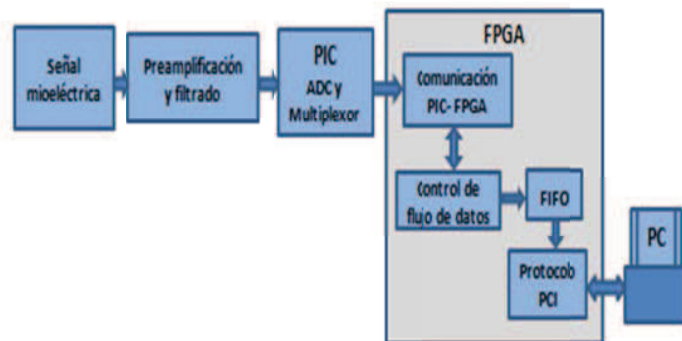 Señal
mioeléctrica
Preamplificación
y filtrado
PIC
ADC y
Multiplexor
FPGA
Comunicación
PIC- FPGA
Control de
flujo de datos
FIFO
Protocolo
PCI
PC